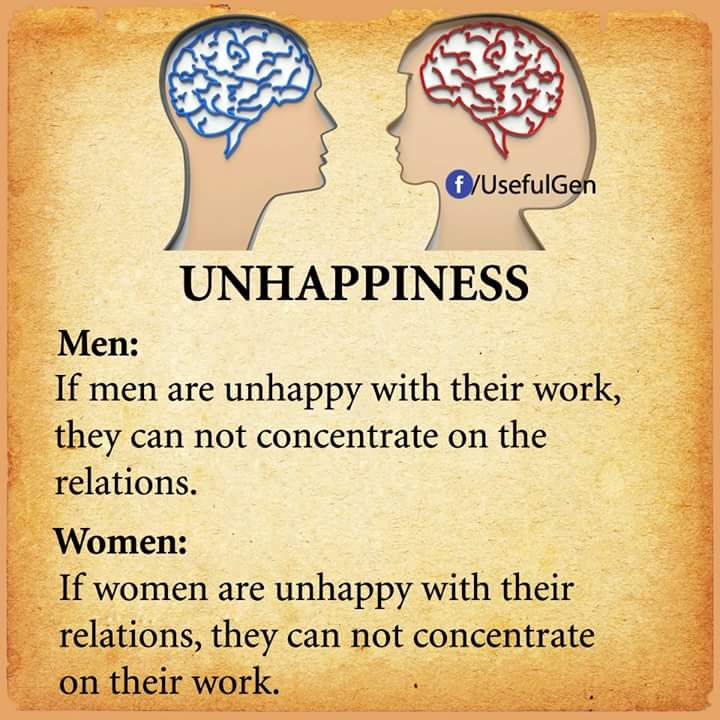 f/UsefulGen
UNHAPPINESS
Men:
If men are unhappy with their work,
they can not concentrate on the
relations.
Women:
If women are unhappy with their
relations, they can not concentrate
on their work.